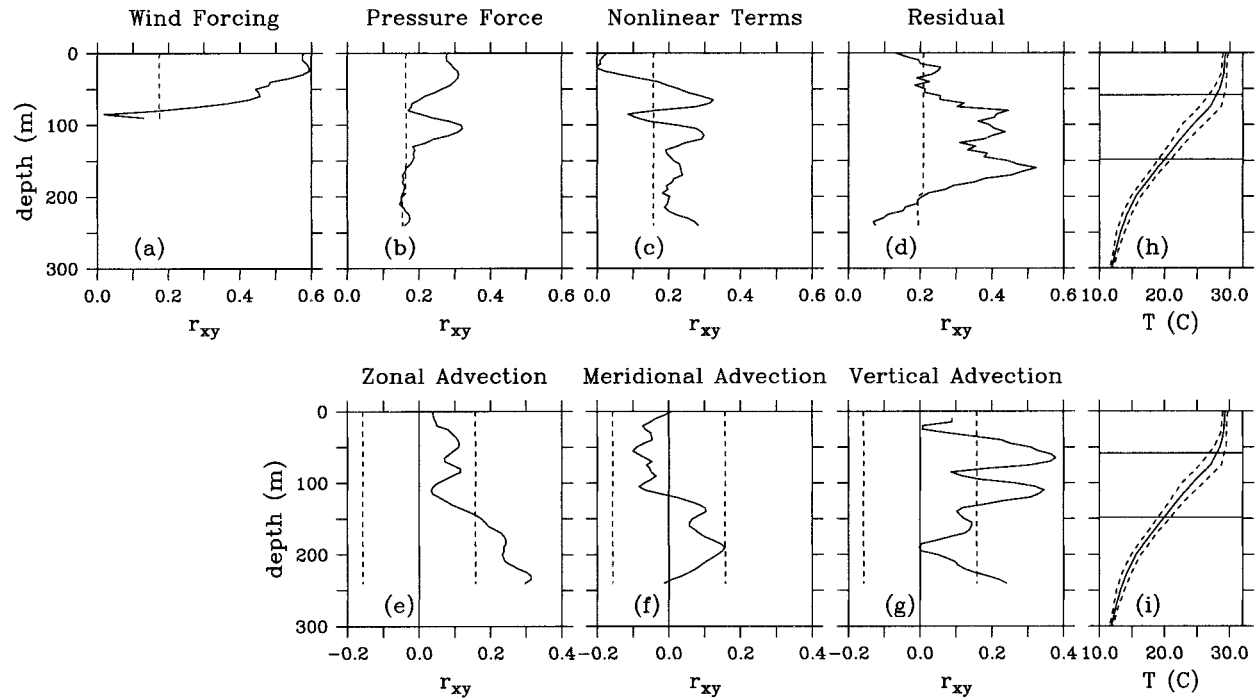 Wind Forcing Pressure Force Nonlinear Terms Residual
0
100
200
300
depth (m)
(a) (b) (c) (d) (h)
0.0 0.2 0.4 0.6 0.0 0.2 0.4 0.6 0.0 0.2 0.4 0.6 0.0 0.2 0.4 0.6 10.0 20.0 30.0
rxy rxy rxy rxy T (C)
Zonal Advection Meridional Advection Vertical Advection
0
100
200
300
depth (m)
(e) (f) (g) (i)
-0.2 0.0 0.2 0.4 -0.2 0.0 0.2 0.4 -0.2 0.0 0.2 0.4 10.0 20.0 30.0
rxy rxy rxy T (C)